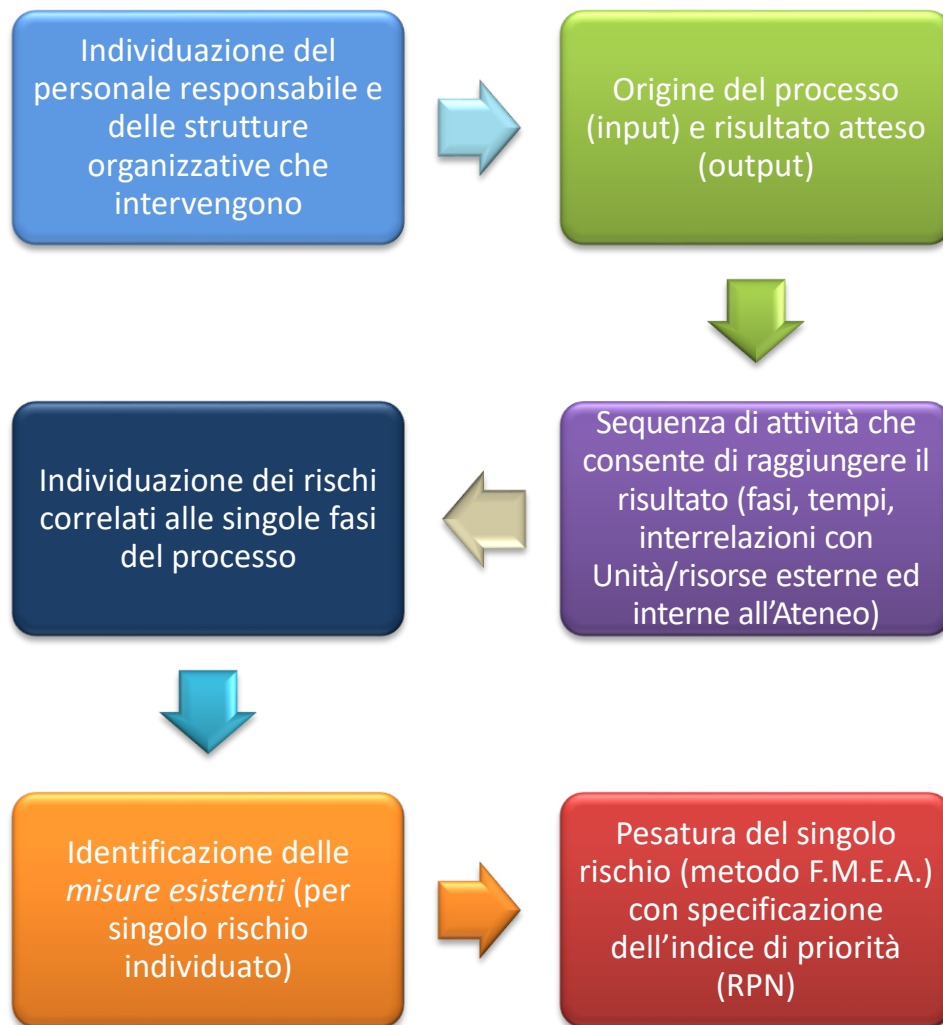 Individuazione del
personale responsabile e
delle strutture
organizzative che
intervengono
Origine del processo
(input) e risultato atteso
(output)
Sequenza di attività che
consente di raggiungere il
risultato (fasi, tempi,
interrelazioni con
Unità/risorse esterne ed
interne all’Ateneo)
Individuazione dei rischi
correlati alle singole fasi
del processo
Identificazione delle
misure esistenti (per
singolo rischio
individuato)
Pesatura del singolo
rischio (metodo F.M.E.A.)
con specificazione
dell’indice di priorità
(RPN)